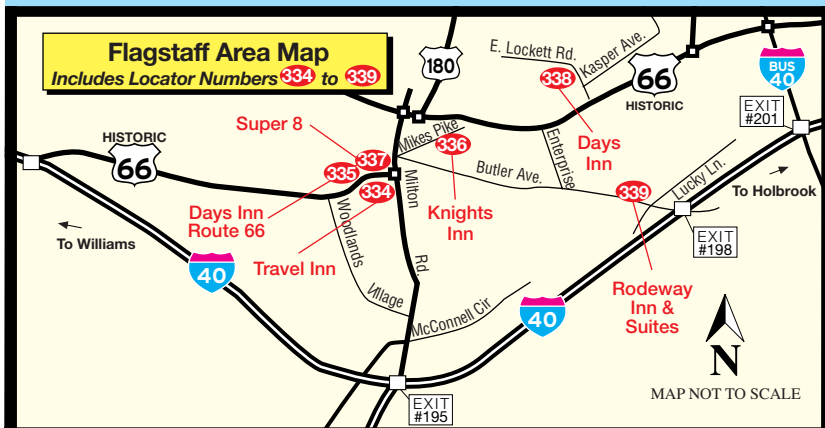 Flagstaff Area Map
Includes Locator Numbers 334 to 339
180
E. Lockett Rd.
Kasper Ave.
338
66
HISTORIC
BUS
40
EXIT
#201
Days
Inn
HISTORIC
66
Super 8
337
335
334
Mikes Pike
336
Knights
Inn
Butler Ave.
Enterprise
339
Lucky Ln.
To Holbrook
To Williams
Days Inn
Route 66
Travel Inn
Milton
Rd.
Woodlands
Village
McConnell Cir
40
40
EXIT
#198
Rodeway
Inn &
Suites
EXIT
#195
N
MAP NOT TO SCALE